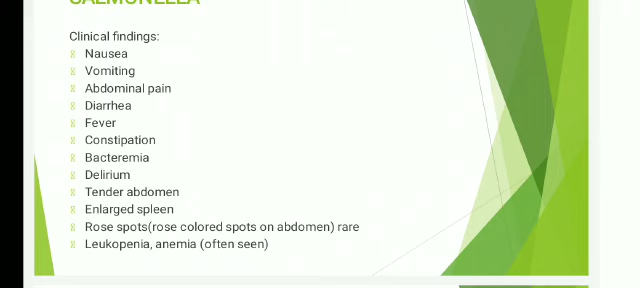 SALMONELLA
Clinical findings:
Nausea
Vomiting
Abdominal pain
Diarrhea
Fever
Constipation
Bacteremia
Delirium
Tender abdomen
Enlarged spleen
Rose spots(rose colored spots on abdomen) rare
Leukopenia, anemia (often seen)